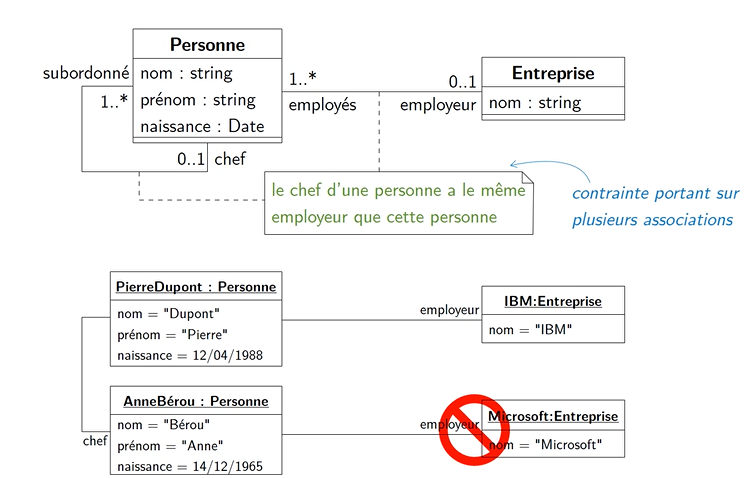 Personne
subordonné
nom : string
prénom : string
naissance : Date
1..*
0..1 chef
1..*
employés
0..1
employeur
Entreprise
nom : string
le chef d'une personne a le même
employeur que cette personne
contrainte portant sur
plusieurs associations
PierreDupont : Personne
nom = "Dupont"
prénom = "Pierre"
naissance = 12/04/1988
employeur
IBM:Entreprise
nom = "IBM"
AnneBérou : Personne
nom = "Bérou"
prénom = "Anne"
naissance = 14/12/1965
chef
employeur
Microsoft:Entreprise
nom = "Microsoft"